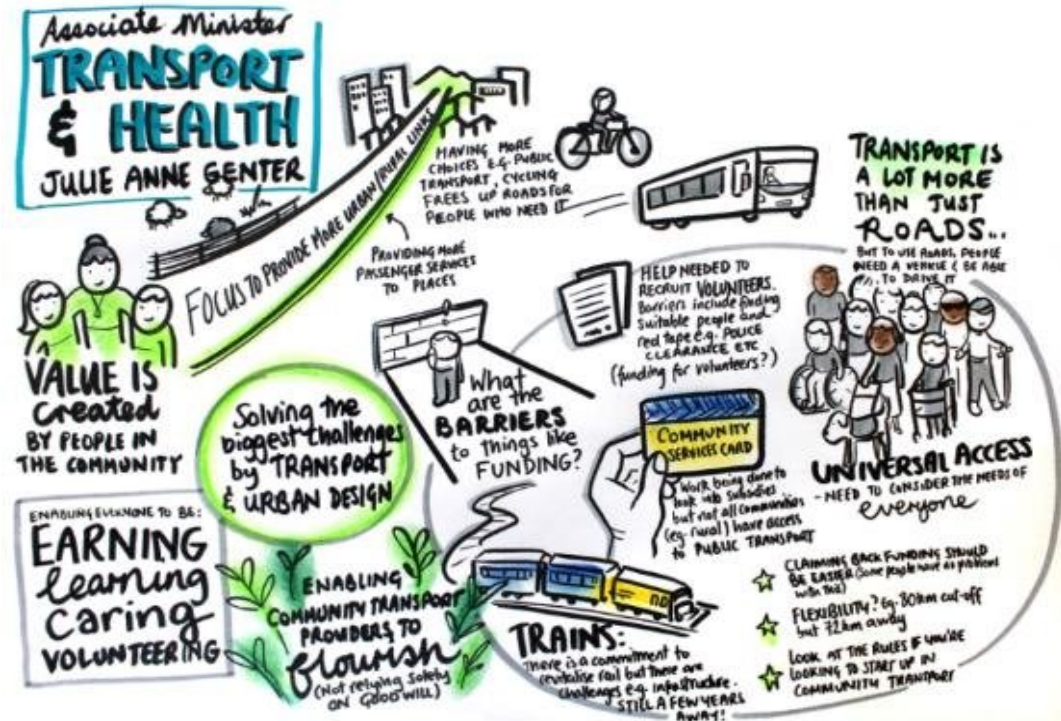 Associate Minister
TRANSPORT
& HEALTH
JULIE ANNE GENTER
FOCUS TO PROVIDE MORE URBAN/RURAL LINKS
HAVING MORE
CHOICES E.G. PUBLIC
TRANSPORT, CYCLING
FREES UP ROADS FOR
PEOPLE WHO NEED IT
PROVIDING MORE
PASSENGER SERVICES
TO PLACES
VALUE IS
created
BY PEOPLE IN
THE COMMUNITY
Solving the
biggest challenges
by TRANSPORT
& URBAN DESIGN
ENABLING EVERYONE TO BE:
EARNING
learning
caring
VOLUNTEERING
ENABLING
COMMUNITY TRANSPORT
PROVIDERS TO
flourish
(Not relying solely
ON GOOD WILL)
What
are the
BARRIERS
to things like
FUNDING?
HELP NEEDED TO
RECRUIT VOLUNTEERS.
Barriers include finding
suitable people and
red tape e.g. POLICE
CLEARANCE ETC
(funding for volunteers?)
COMMUNITY
SERVICES CARD
Work being done to
look into subsidies
but not all communities
(eg. rural) have access
to PUBLIC TRANSPORT
TRAINS:
There is a commitment to
revitalise rail but there are
challenges e.g. infrastructure.
STILL A FEW YEARS
AWAY!
TRANSPORT IS
A LOT MORE
THAN JUST
ROADS...
BUT TO USE ROADS, PEOPLE
NEED A VEHICLE & BE ABLE
TO DRIVE IT
UNIVERSAL ACCESS
- NEED TO CONSIDER THE NEEDS OF
everyone
CLAIMING BACK FUNDING SHOULD
BE EASIER (Some people have no problems
with this)
FLEXIBILITY? Eg. 80km cut-off
but 72km away
LOOK AT THE RULES IF YOU'RE
LOOKING TO START UP IN
COMMUNITY TRANSPORT